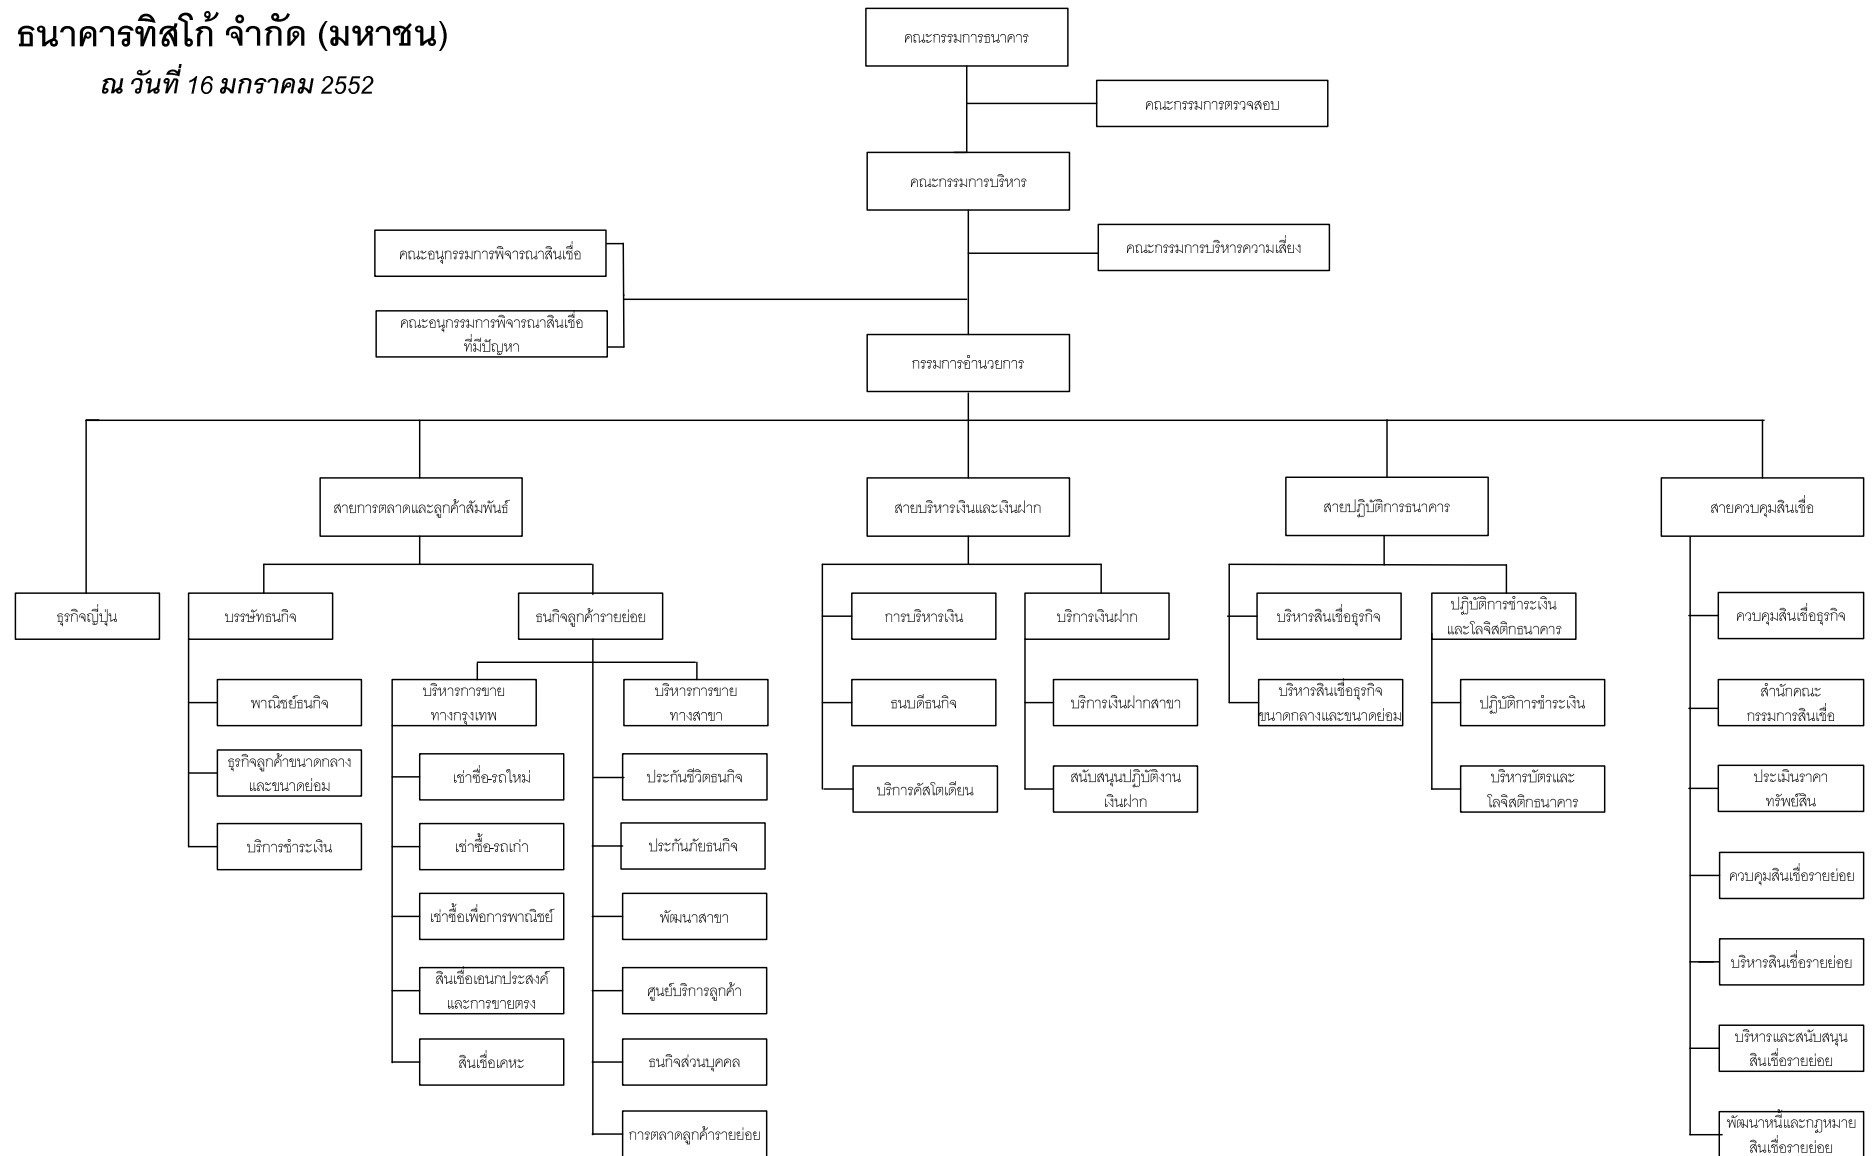 ธนาคารทิสโก้ จำกัด (มหาชน)
ณ วันที่ 16 มกราคม 2552
คณะกรรมการธนาคาร
คณะกรรมการตรวจสอบ
คณะกรรมการบริหาร
คณะอนุกรรมการพิจารณาสินเชื่อ
คณะกรรมการบริหารความเสี่ยง
คณะอนุกรรมการพิจารณาสินเชื่อ
ที่มีปัญหา
กรรมการอำนวยการ
สายการตลาดและลูกค้าสัมพันธ์
สายบริหารเงินและเงินฝาก
สายปฏิบัติการธนาคาร
สายควบคุมสินเชื่อ
ธุรกิจญี่ปุ่น
บรรษัทธนกิจ
ธนกิจลูกค้ารายย่อย
การบริหารเงิน
บริการเงินฝาก
บริหารสินเชื่อธุรกิจ
ปฏิบัติการชำระเงิน
และโลจิสติกธนาคาร
ควบคุมสินเชื่อธุรกิจ
พาณิชย์ธนกิจ
บริหารการขาย
ทางกรุงเทพ
บริหารการขาย
ทางสาขา
ธนบดีธนกิจ
บริการเงินฝากสาขา
บริหารสินเชื่อธุรกิจ
ขนาดกลางและขนาดย่อม
ปฏิบัติการชำระเงิน
สำนักคณะ
กรรมการสินเชื่อ
ธุรกิจลูกค้าขนาดกลาง
และขนาดย่อม
เช่าซื้อ-รถใหม่
ประกันชีวิตธนกิจ
บริการคัสโตเดียน
สนับสนุนปฏิบัติงาน
เงินฝาก
บริหารบัตรและ
โลจิสติกธนาคาร
ประเมินราคา
ทรัพย์สิน
บริการชำระเงิน
เช่าซื้อ-รถเก่า
ประกันภัยธนกิจ
ควบคุมสินเชื่อรายย่อย
เช่าซื้อเพื่อการพาณิชย์
พัฒนาสาขา
บริหารสินเชื่อรายย่อย
สินเชื่อเอนกประสงค์
และการขายตรง
ศูนย์บริการลูกค้า
บริหารและสนับสนุน
สินเชื่อรายย่อย
สินเชื่อเคหะ
ธนกิจส่วนบุคคล
การตลาดลูกค้ารายย่อย
พัฒนาหนี้และกฎหมาย
สินเชื่อรายย่อย